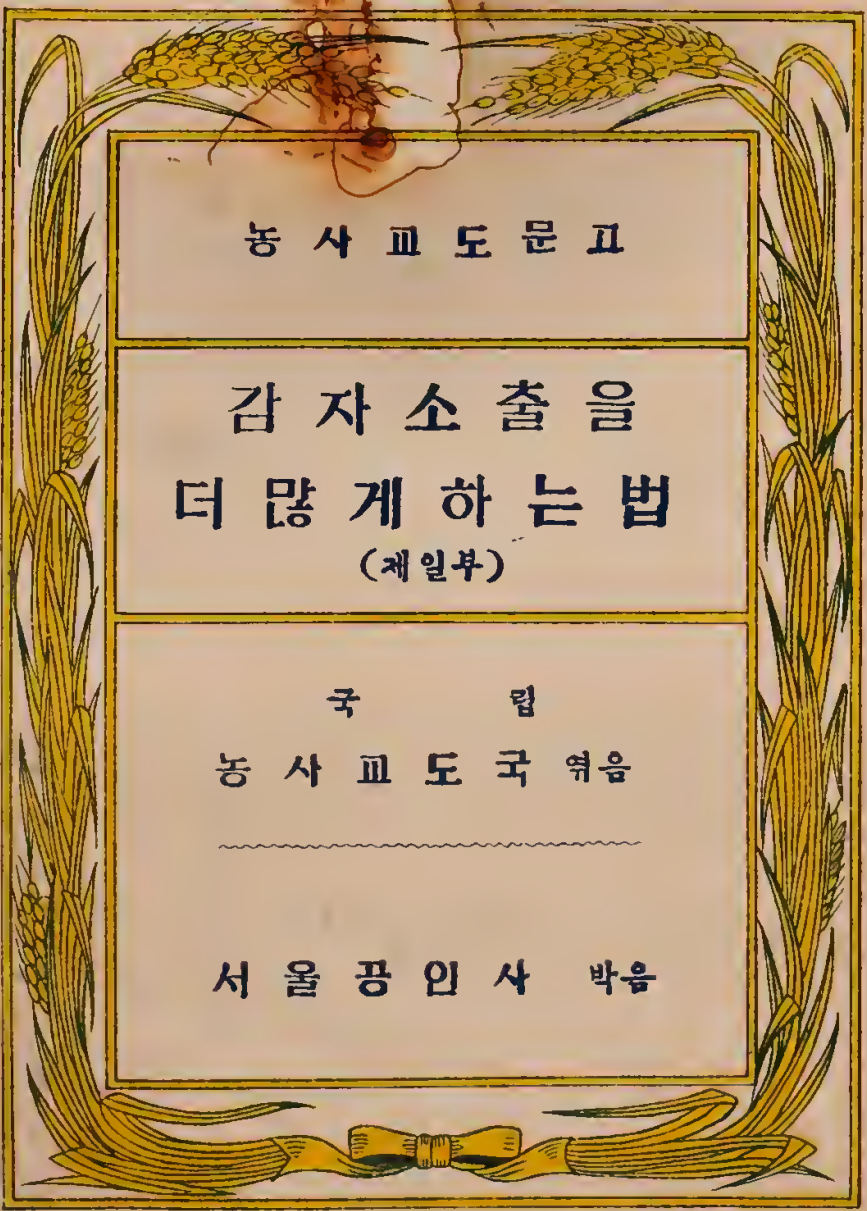 농사교도문고
감자소출을
더많게하는법
(제일부)
국립
농사교도국 엮음
서울공인사 박음